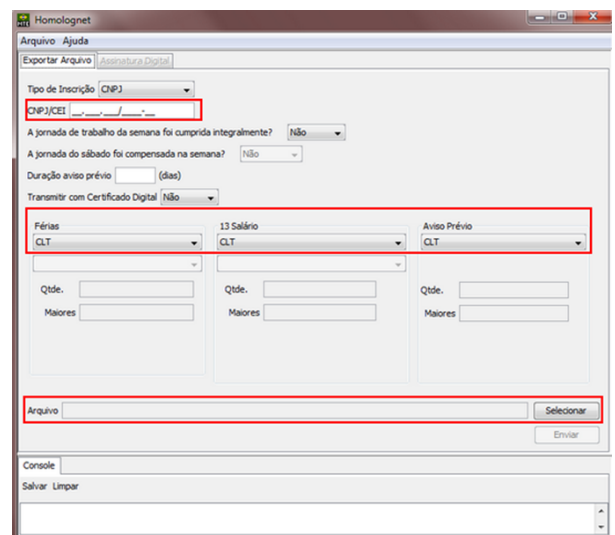 Homolognet
Arquivo Ajuda
Exportar Arquivo Assinatura Digital
Tipo de Inscrição CNPJ
CNPJ/CEI __.___.___/____-__
A jornada de trabalho da semana foi cumprida integralmente? Não
A jornada do sábado foi compensada na semana? Não
Duração aviso prévio (dias)
Transmitir com Certificado Digital Não
Férias 13 Salário Aviso Prévio
CLT CLT CLT
Qtde. Qtde. Qtde.
Maiores Maiores Maiores
Arquivo Selecionar
Enviar
Console
Salvar Limpar